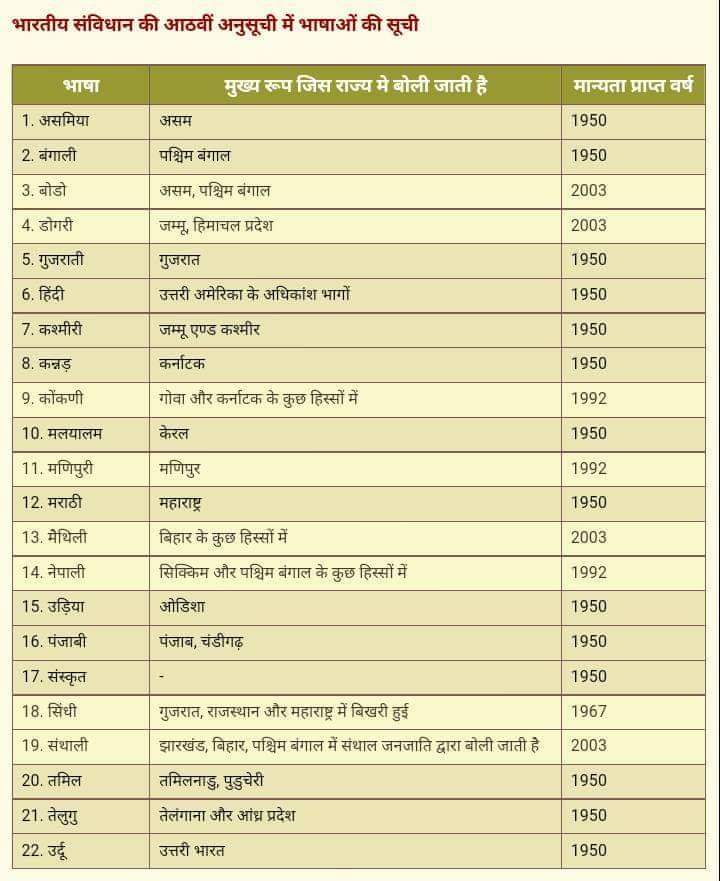 भारतीय संविधान की आठवीं अनुसूची में भाषाओं की सूची
भाषा मुख्य रूप जिस राज्य मे बोली जाती है मान्यता प्राप्त वर्ष
1. असमिया असम 1950
2. बंगाली पश्चिम बंगाल 1950
3. बोडो असम, पश्चिम बंगाल 2003
4. डोगरी जम्मू, हिमाचल प्रदेश 2003
5. गुजराती गुजरात 1950
6. हिंदी उत्तरी अमेरिका के अधिकांश भागों 1950
7. कश्मीरी जम्मू एण्ड कश्मीर 1950
8. कन्नड़ कर्नाटक 1950
9. कोंकणी गोवा और कर्नाटक के कुछ हिस्सों में 1992
10. मलयालम केरल 1950
11. मणिपुरी मणिपुर 1992
12. मराठी महाराष्ट्र 1950
13. मैथिली बिहार के कुछ हिस्सों में 2003
14. नेपाली सिक्किम और पश्चिम बंगाल के कुछ हिस्सों में 1992
15. उड़िया ओडिशा 1950
16. पंजाबी पंजाब, चंडीगढ़ 1950
17. संस्कृत - 1950
18. सिंधी गुजरात, राजस्थान और महाराष्ट्र में बिखरी हुई 1967
19. संथाली झारखंड, बिहार, पश्चिम बंगाल में संथाल जनजाति द्वारा बोली जाती है 2003
20. तमिल तमिलनाडु, पुडुचेरी 1950
21. तेलुगु तेलंगाना और आंध्र प्रदेश 1950
22. उर्दू उत्तरी भारत 1950